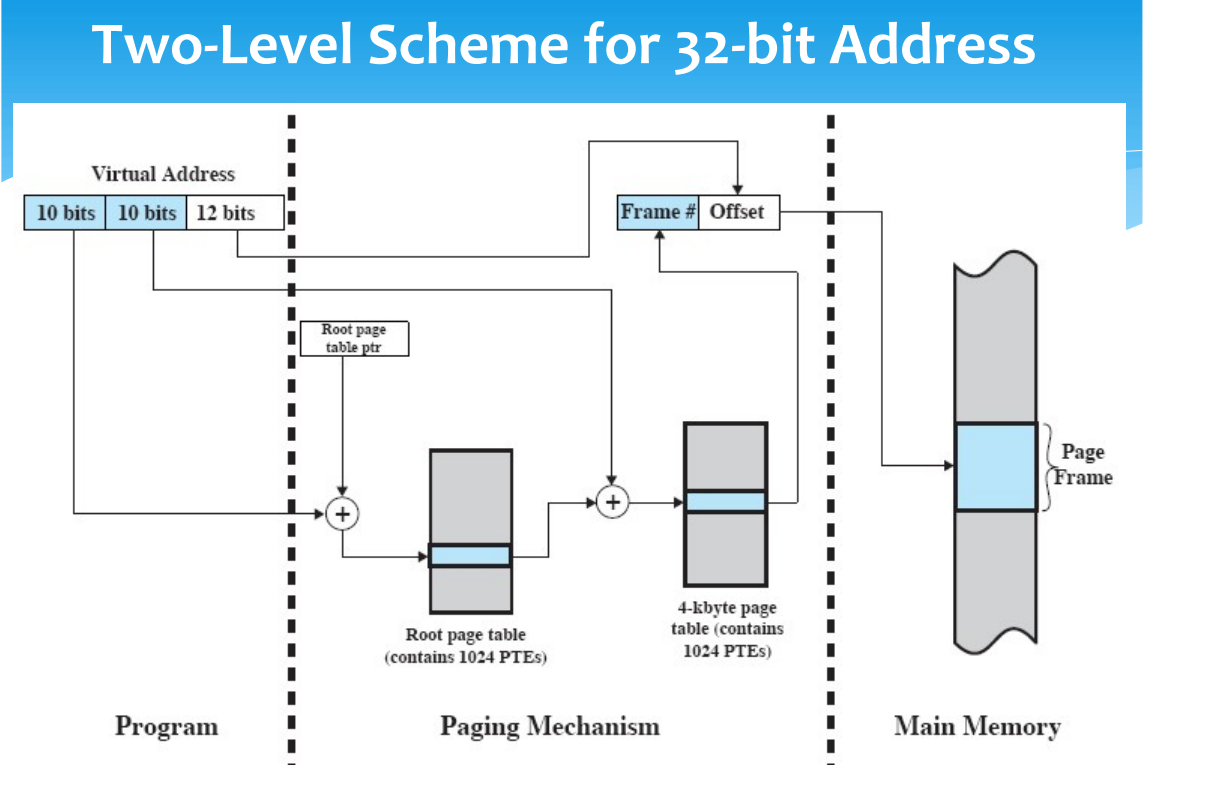 Two-Level Scheme for 32-bit Address
Virtual Address
10 bits 10 bits 12 bits
Frame # Offset
Root page
table ptr
+
+
Page
Frame
Root page table
(contains 1024 PTEs)
4-kbyte page
table (contains
1024 PTEs)
Program
Paging Mechanism
Main Memory